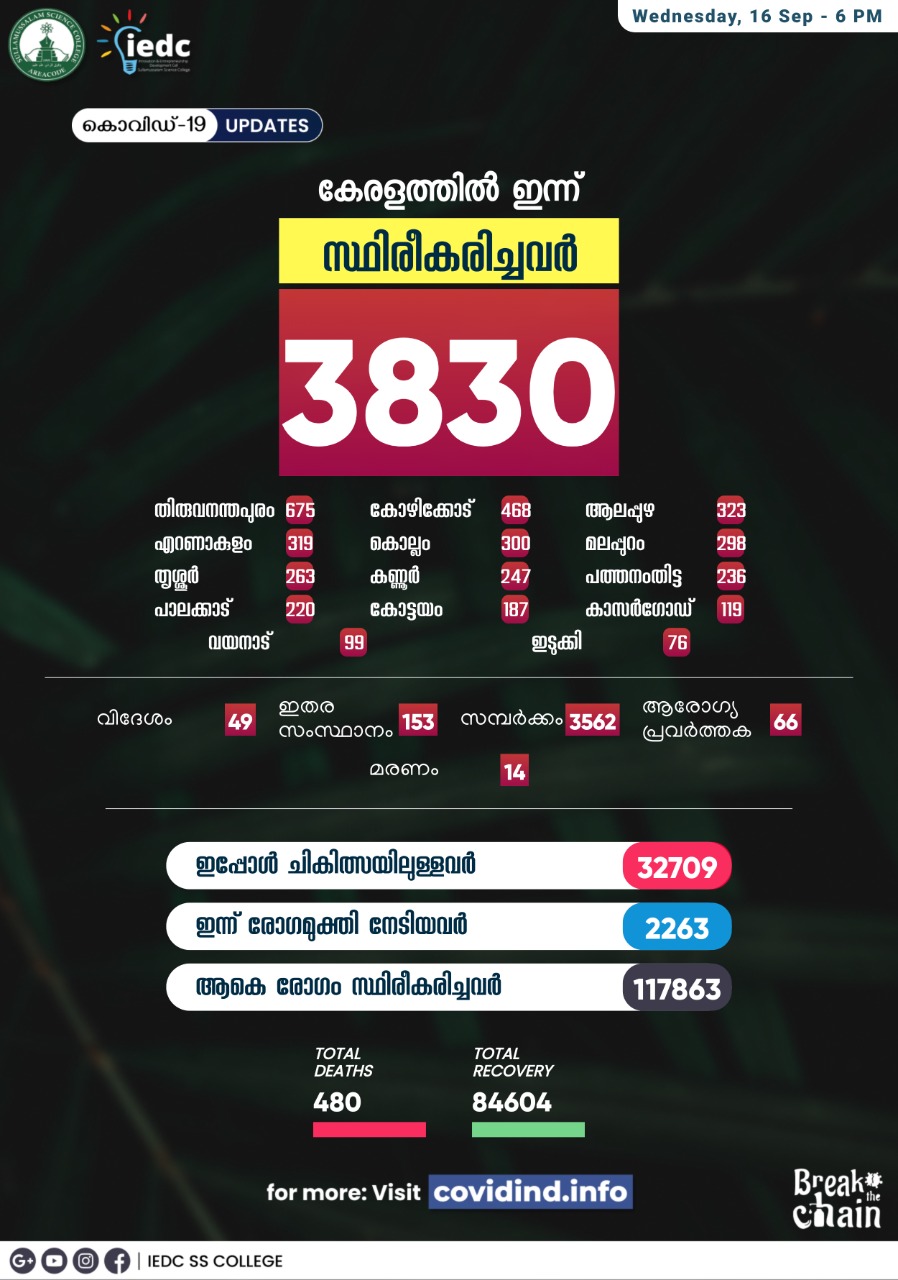 Wednesday, 16 Sep - 6 PM
SULLAMUSSALAM SCIENCE COLLEGE
AREACODE
iedc
കൊവിഡ്-19 UPDATES
കേരളത്തിൽ ഇന്ന്
സ്ഥിരീകരിച്ചവർ
3830
തിരുവനന്തപുരം 675 കോഴിക്കോട് 468 ആലപ്പുഴ 323
എറണാകുളം 319 കൊല്ലം 300 മലപ്പുറം 298
തൃശ്ശൂർ 263 കണ്ണൂർ 247 പത്തനംതിട്ട 236
പാലക്കാട് 220 കോട്ടയം 187 കാസർഗോഡ് 119
വയനാട് 99 ഇടുക്കി 76
വിദേശം 49
ഇതര
സംസ്ഥാനം 153
സമ്പർക്കം 3562
ആരോഗ്യ
പ്രവർത്തക 66
മരണം 14
ഇപ്പോൾ ചികിത്സയിലുള്ളവർ 32709
ഇന്ന് രോഗമുക്തി നേടിയവർ 2263
ആകെ രോഗം സ്ഥിരീകരിച്ചവർ 117863
TOTAL
DEATHS
480
TOTAL
RECOVERY
84604
for more: Visit covidind.info
Break
the
chain
IEDC SS COLLEGE